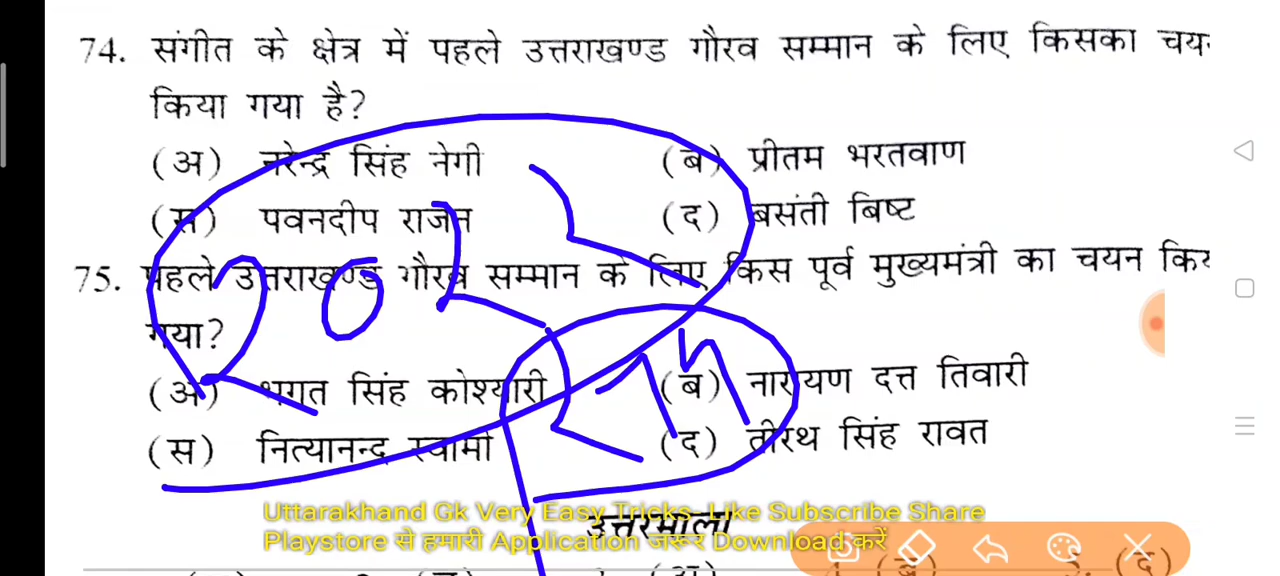 74. संगीत के क्षेत्र में पहले उत्तराखण्ड गौरव सम्मान के लिए किसका चय
किया गया है?
(अ) नरेन्द्र सिंह नेगी (ब) प्रीतम भरतवाण
(स) पवनदीप राजन (द) बसंती बिष्ट
75. पहले उत्तराखण्ड गौरव सम्मान के लिए किस पूर्व मुख्यमंत्री का चयन कि
गया?
(अ) भगत सिंह कोश्यारी (ब) नारायण दत्त तिवारी
(स) नित्यानन्द स्वामी (द) तीरथ सिंह रावत
उत्तरमाला
Uttarakhand Gk Very Easy Tricks- Like Subscribe Share
Playstore से हमारी Application जरूर Download करें